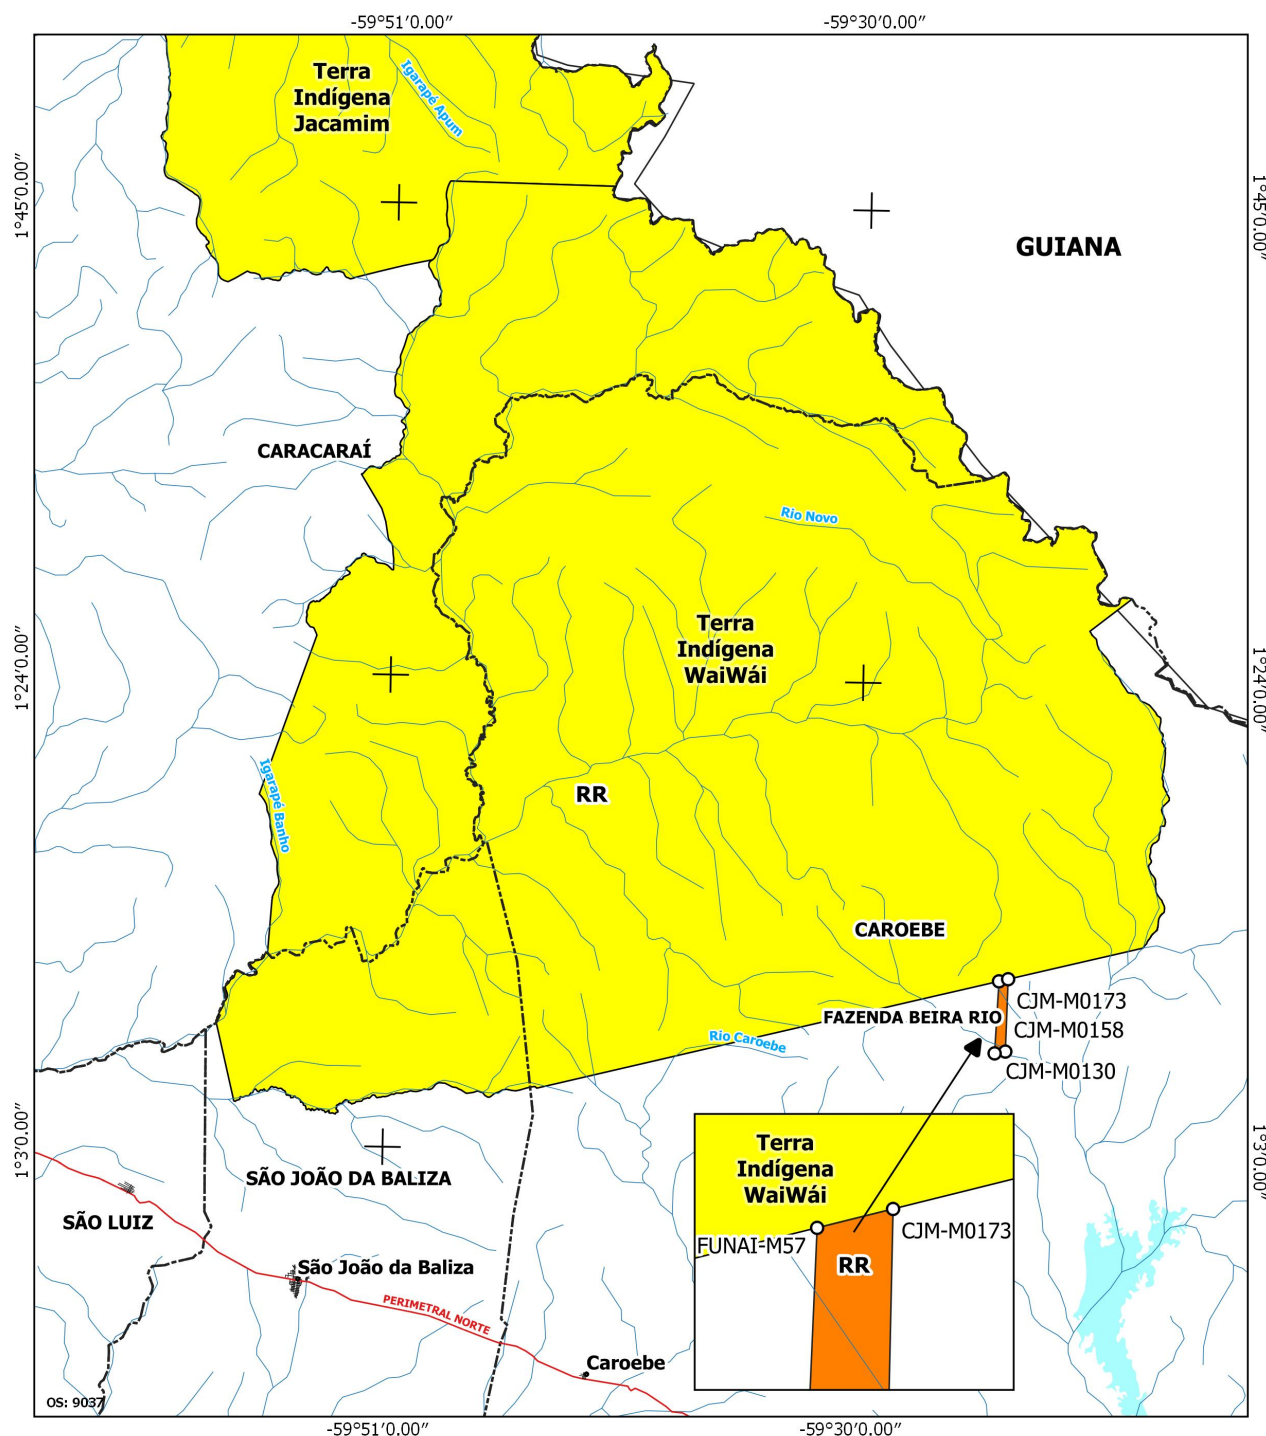 -59°51′0.00″
-59°30′0.00″
Terra
Indígena
Jacamim
Igarapé Apum
1°45′0.00″
1°45′0.00″
GUIANA
CARACARAÍ
Rio Novo
Terra
Indígena
WaiWái
1°24′0.00″
1°24′0.00″
Igarapé Banho
RR
CAROEBE
CJM-M0173
FAZENDA BEIRA RIO
CJM-M0158
Rio Caroebe
CJM-M0130
1°3′0.00″
1°3′0.00″
Terra
Indígena
WaiWái
SÃO JOÃO DA BALIZA
SÃO LUIZ
CJM-M0173
FUNAI-M57
RR
São João da Baliza
PERIMETRAL NORTE
Caroebe
OS: 9037
-59°51′0.00″
-59°30′0.00″